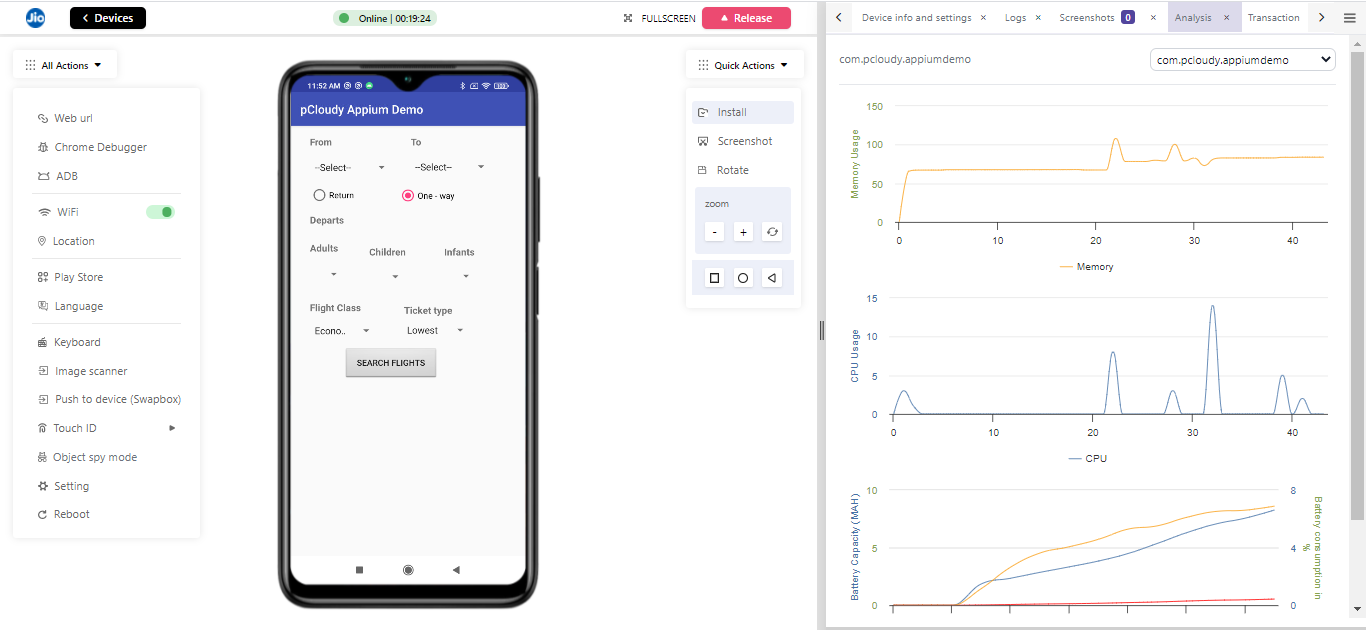 Jio
Devices
Online | 00:19:24
FULLSCREEN
Release
All Actions
Web url
Chrome Debugger
ADB
WiFi
Location
Play Store
Language
Keyboard
Image scanner
Push to device (Swapbox)
Touch ID
Object spy mode
Setting
Reboot
11:52 AM
100
pCloudy Appium Demo
From To
--Select-- --Select--
Return One - way
Departs
Adults Children Infants
Flight Class Ticket type
Econo.. Lowest
SEARCH FLIGHTS
Quick Actions
Install
Screenshot
Rotate
zoom
- +
Device info and settings × Logs × Screenshots 0 × Analysis × Transaction
com.pcloudy.appiumdemo com.pcloudy.appiumdemo
Memory Usage
150
100
50
0
0 10 20 30 40
Memory
CPU Usage
15
10
5
0
0 10 20 30 40
CPU
Battery Capacity (MAH)
10
5
0
8
4
0
Battery consumption in
%